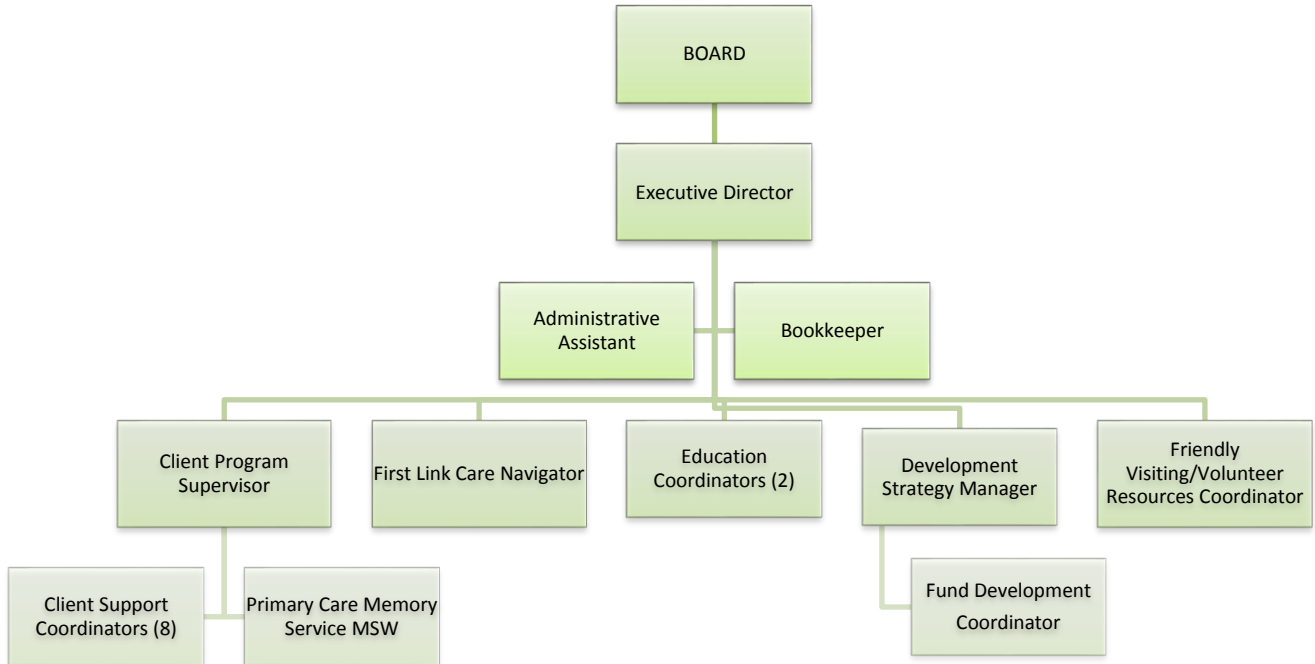 BOARD
Executive Director
Administrative
Assistant
Bookkeeper
Client Program
Supervisor
First Link Care Navigator
Education
Coordinators (2)
Development
Strategy Manager
Friendly
Visiting/Volunteer
Resources Coordinator
Client Support
Coordinators (8)
Primary Care Memory
Service MSW
Fund Development
Coordinator